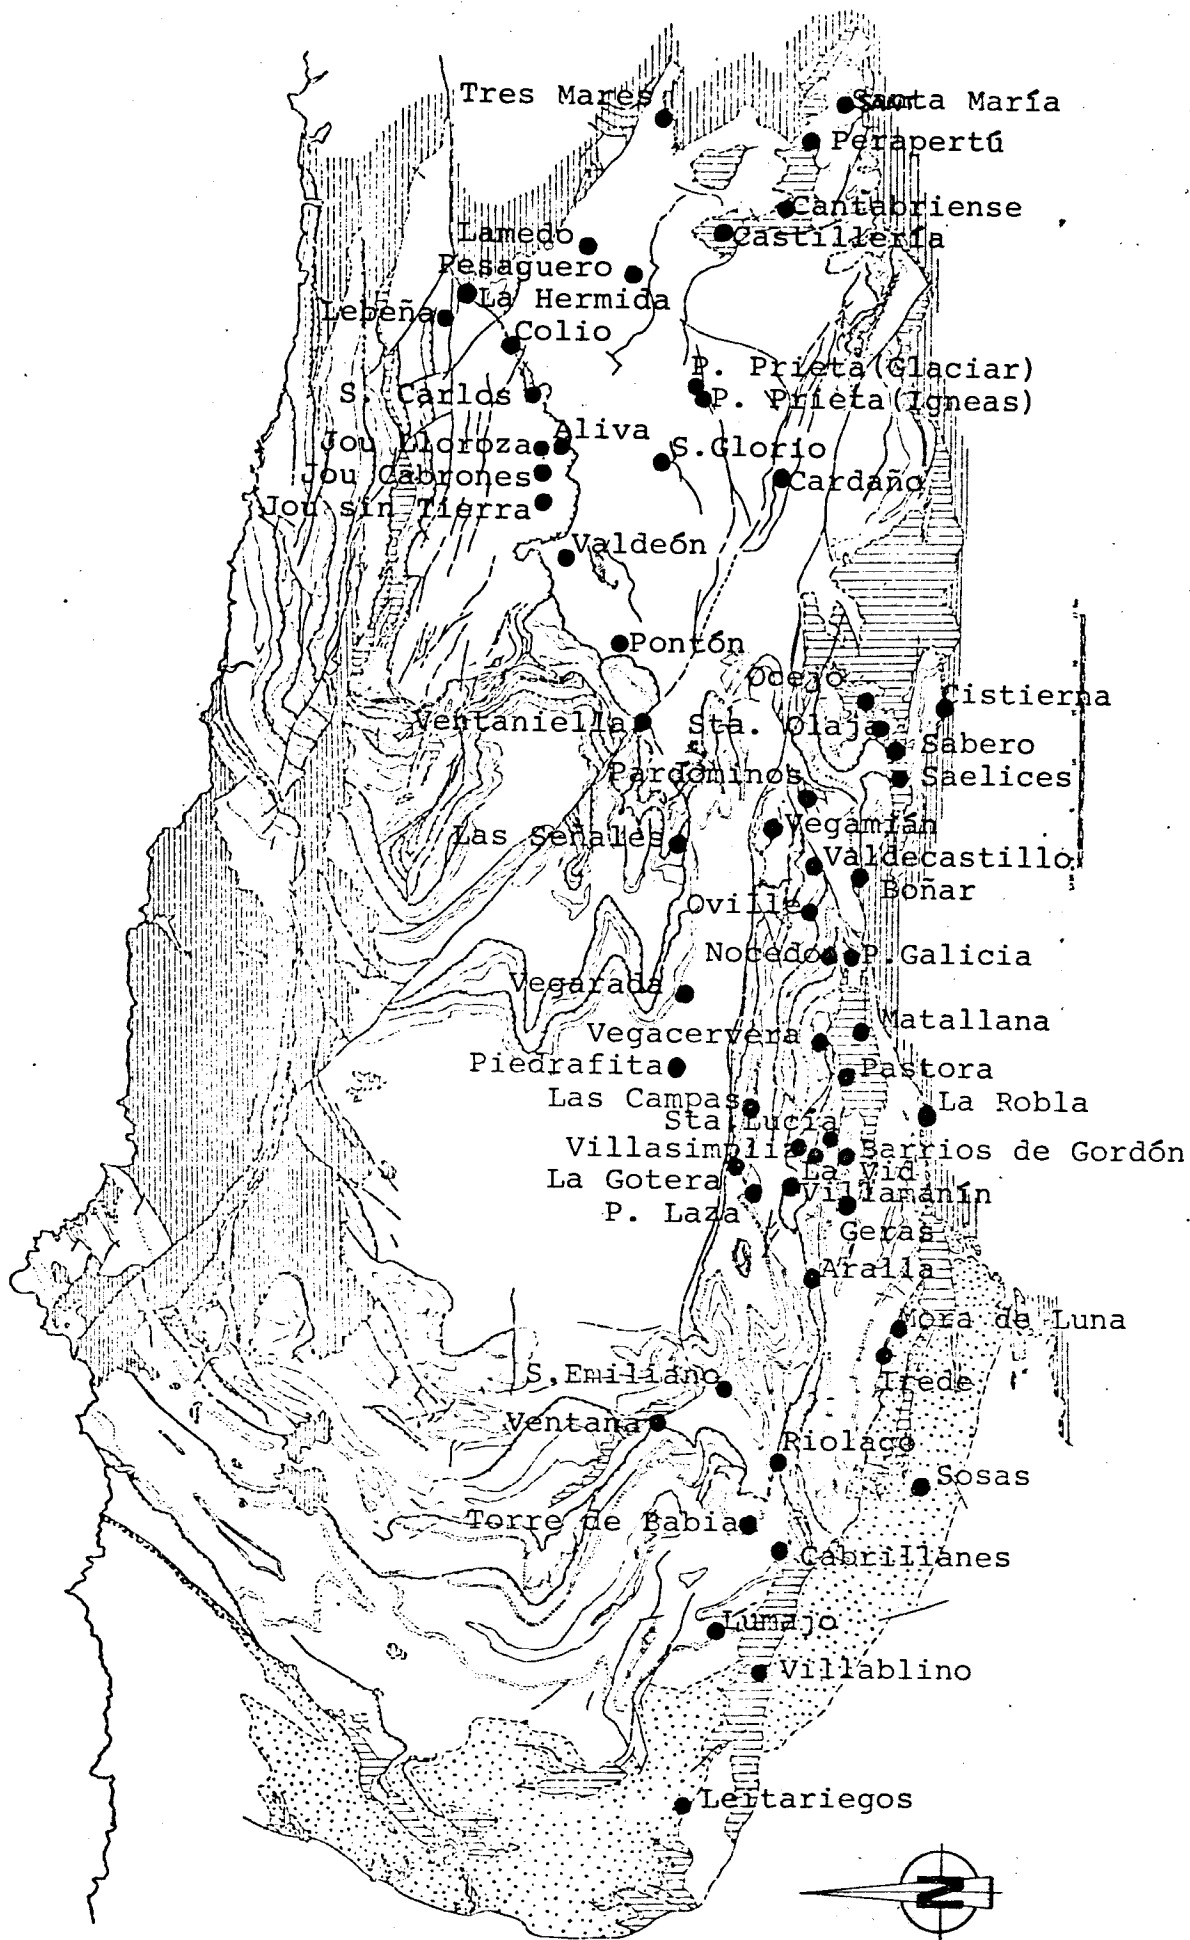 Tres Mares
Santa María
Perapertú
Cantabriense
Lamedo
Castillería
Pesaguero
La Hermida
Lebeña
Colio
P. Prieta(Glaciar)
S. Carlos
P. Prieta(Igneas)
Aliva
Jou Lloroza
S.Glorio
Jou Cabrones
Cardaño
Jou sin Tierra
Valdeón
Pontón
Ocejo
Cistierna
Ventaniella
Sta. Olaja
Sabero
Pardominos
Saelices
Vegamián
Las Señales
Valdecastillo
Boñar
Oville
Nocedo
P.Galicia
Vegarada
Matallana
Vegacervera
Piedrafita
Pastora
Las Campas
La Robla
Sta.Lucía
Villasimpliz
Barrios de Gordón
La Vid
La Gotera
Villamanín
P. Laza
Geras
Aralla
Mora de Luna
S.Emiliano
Irede
Ventana
Riolago
Sosas
Torre de Babia
Cabrillanes
Lumajo
Villablino
Leitariegos
N